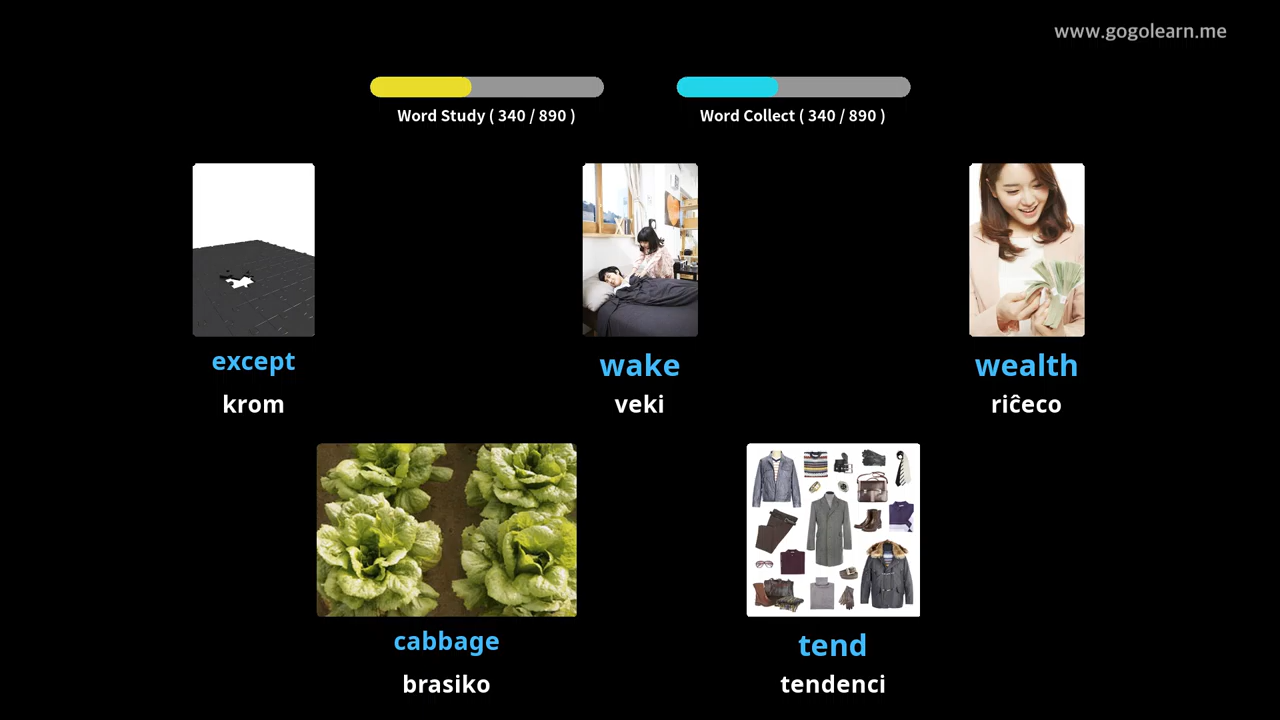 www.gogolearn.me
Word Study ( 340 / 890 )
Word Collect ( 340 / 890 )
except
krom
wake
veki
wealth
riĉeco
cabbage
brasiko
tend
tendenci